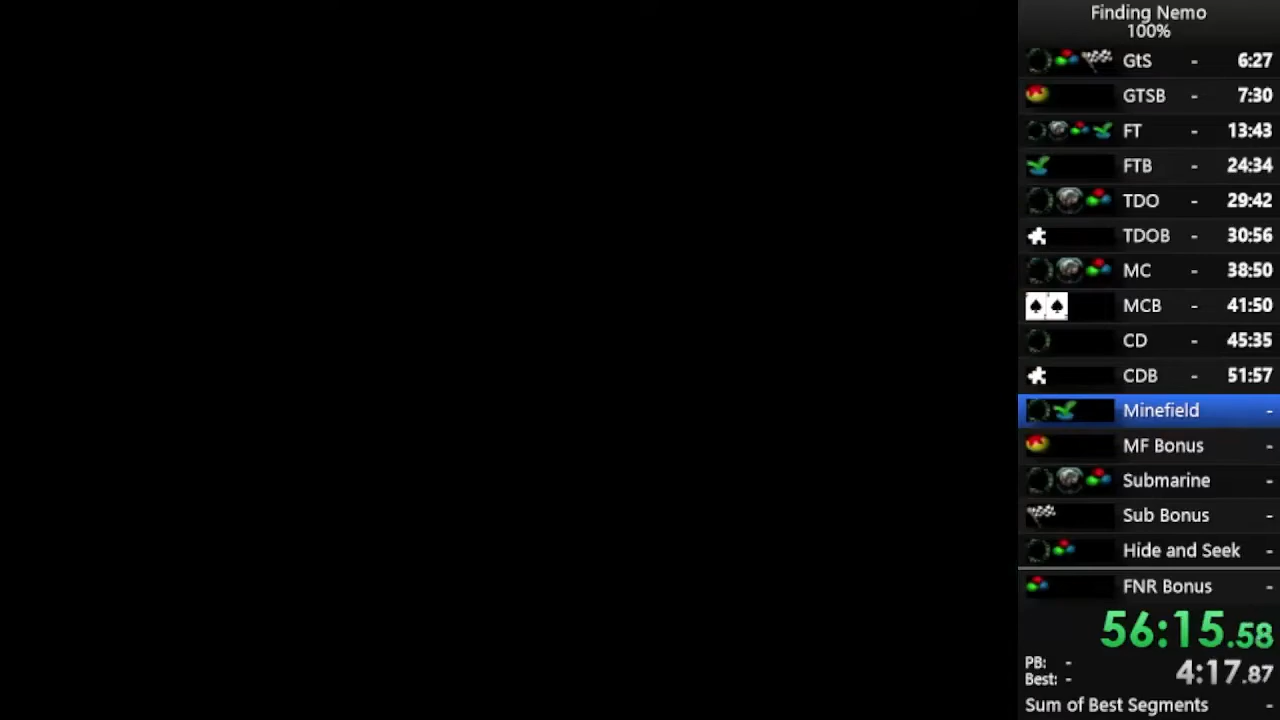 Finding Nemo
100%
GtS - 6:27
GTSB - 7:30
FT - 13:43
FTB - 24:34
TDO - 29:42
TDOB - 30:56
MC - 38:50
MCB - 41:50
CD - 45:35
CDB - 51:57
Minefield -
MF Bonus -
Submarine -
Sub Bonus -
Hide and Seek -
FNR Bonus -
56:15.58
PB: -
Best: -
4:17.87
Sum of Best Segments -